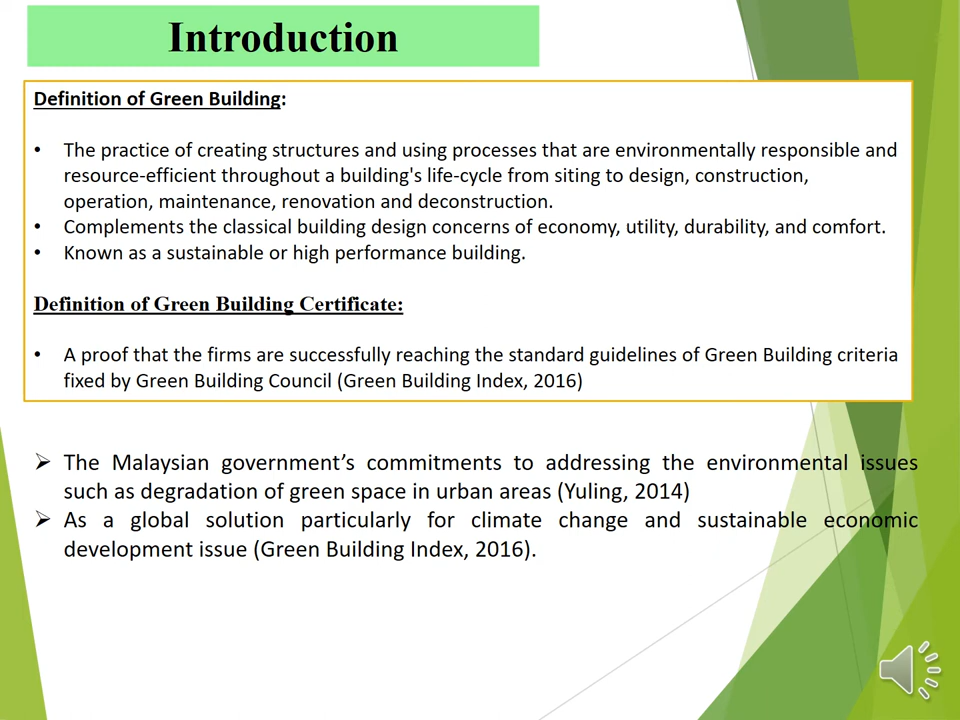 Introduction
Definition of Green Building:
• The practice of creating structures and using processes that are environmentally responsible and
resource-efficient throughout a building's life-cycle from siting to design, construction,
operation, maintenance, renovation and deconstruction.
• Complements the classical building design concerns of economy, utility, durability, and comfort.
• Known as a sustainable or high performance building.
Definition of Green Building Certificate:
• A proof that the firms are successfully reaching the standard guidelines of Green Building criteria
fixed by Green Building Council (Green Building Index, 2016)
➢ The Malaysian government’s commitments to addressing the environmental issues
such as degradation of green space in urban areas (Yuling, 2014)
➢ As a global solution particularly for climate change and sustainable economic
development issue (Green Building Index, 2016).